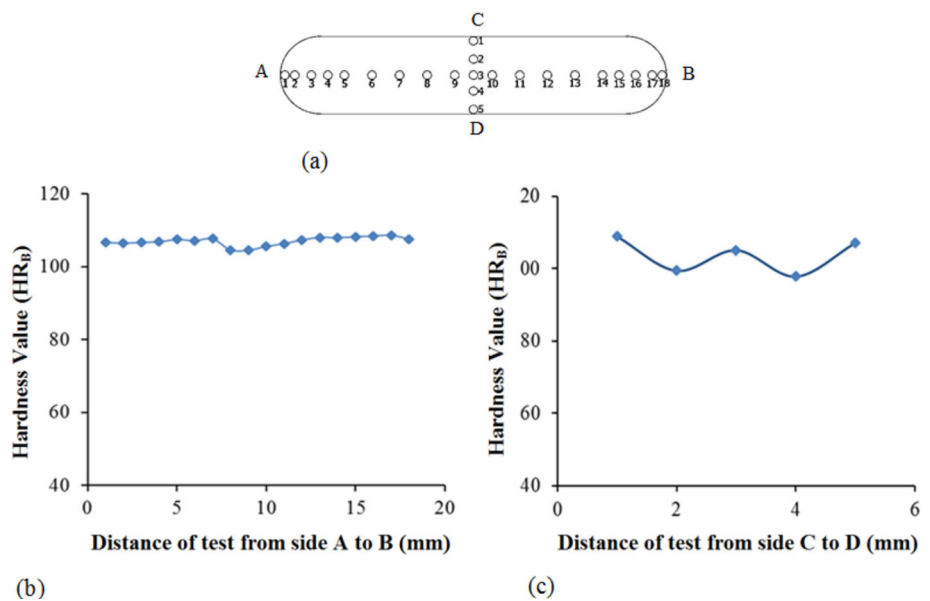 C
1
2
A 3 B
1 2 3 4 5 6 7 8 9 10 11 12 13 14 15 16 17 18
4
5
D
(a)
120
100
80
60
40
0 5 10 15 20
Hardness Value (HRB)
Distance of test from side A to B (mm)
(b)
20
00
80
60
40
0 2 4 6
Hardness Value (HRB)
Distance of test from side C to D (mm)
(c)